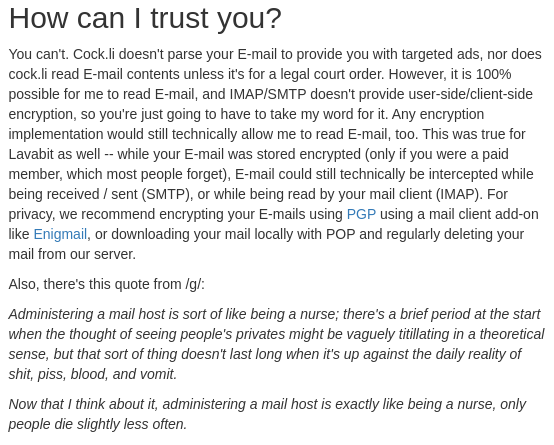 How can I trust you?
You can't. Cock.li doesn't parse your E-mail to provide you with targeted ads, nor does
cock.li read E-mail contents unless it's for a legal court order. However, it is 100%
possible for me to read E-mail, and IMAP/SMTP doesn't provide user-side/client-side
encryption, so you're just going to have to take my word for it. Any encryption
implementation would still technically allow me to read E-mail, too. This was true for
Lavabit as well -- while your E-mail was stored encrypted (only if you were a paid
member, which most people forget), E-mail could still technically be intercepted while
being received / sent (SMTP), or while being read by your mail client (IMAP). For
privacy, we recommend encrypting your E-mails using PGP using a mail client add-on
like Enigmail, or downloading your mail locally with POP and regularly deleting your
mail from our server.
Also, there's this quote from /g/:
Administering a mail host is sort of like being a nurse; there's a brief period at the start
when the thought of seeing people's privates might be vaguely titillating in a theoretical
sense, but that sort of thing doesn't last long when it's up against the daily reality of
shit, piss, blood, and vomit.
Now that I think about it, administering a mail host is exactly like being a nurse, only
people die slightly less often.